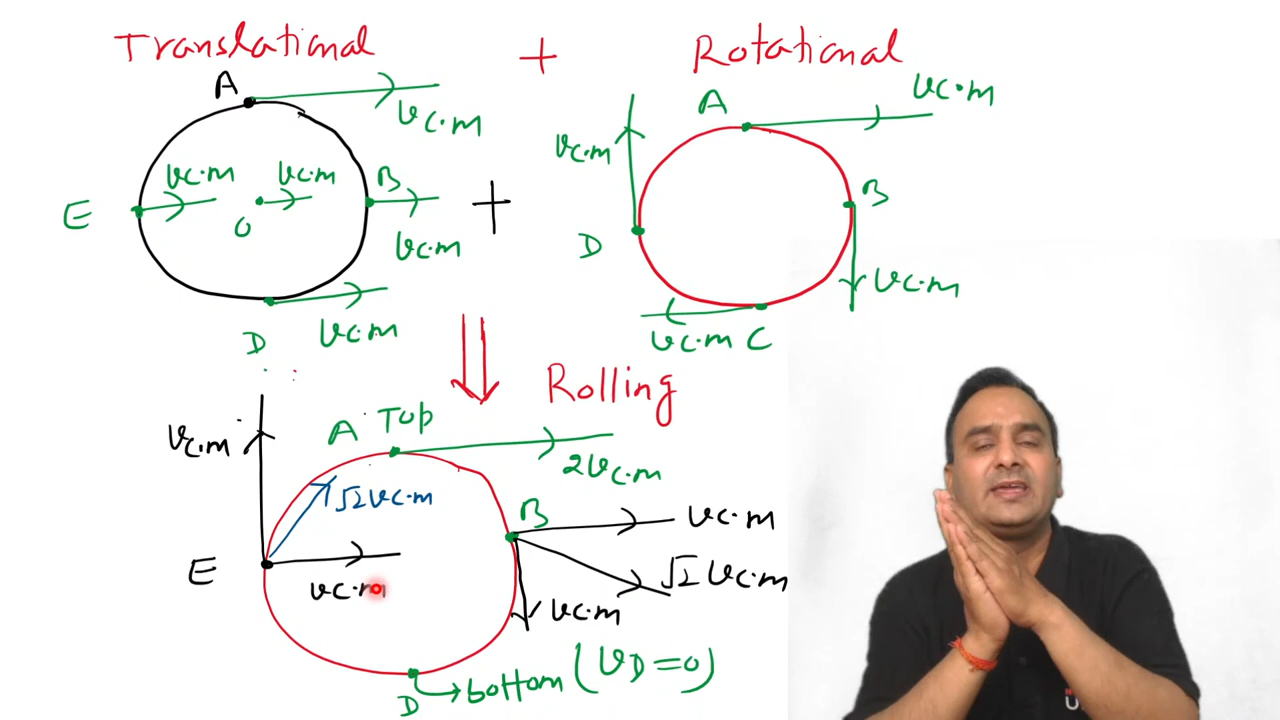 Translational + Rotational
A
vc.m
vc.m
vc.m
E
O
B
vc.m
D
vc.m
+
A
vc.m
vc.m
B
D
vc.m
vc.m
C
Rolling
vc.m
A Top
2vc.m
√2 vc.m
B
vc.m
E
√2 vc.m
vc.m
D
bottom (vD=0)
U